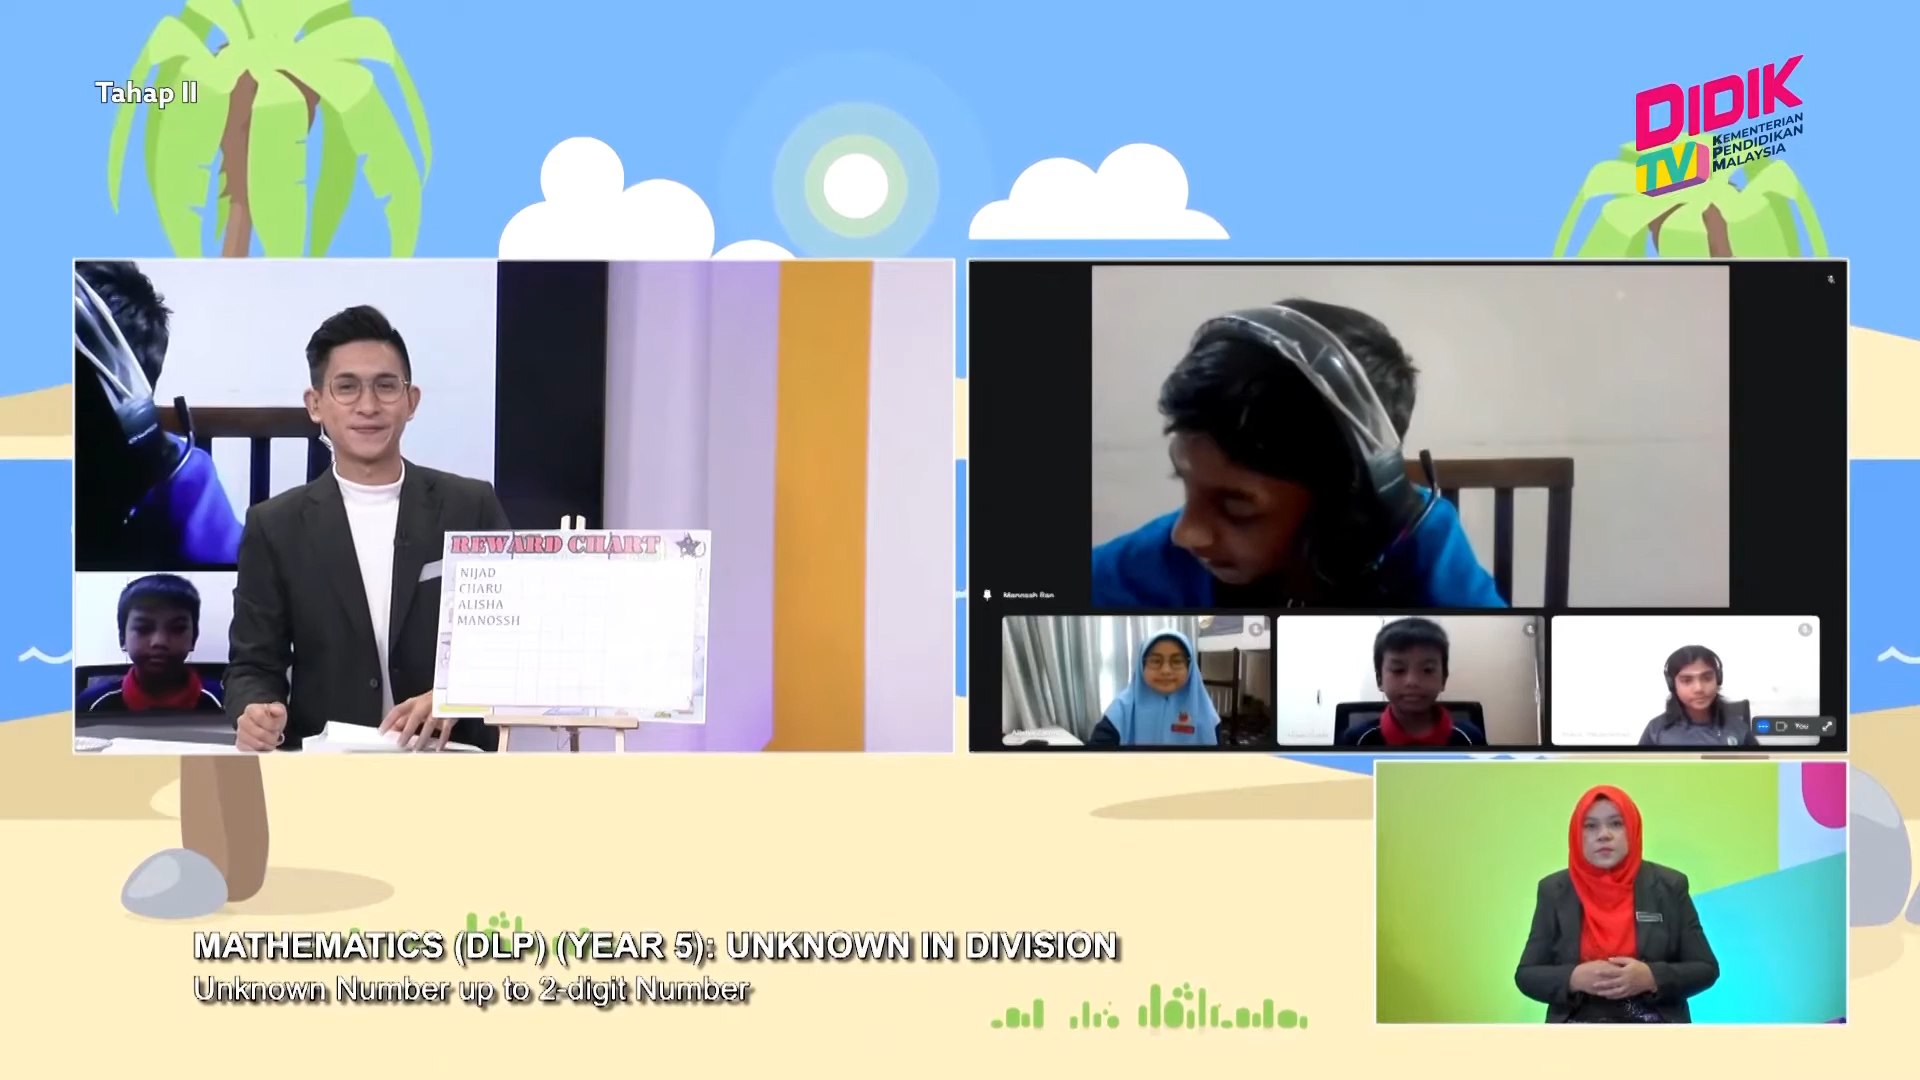 Tahap II
DIDIK
TV
KEMENTERIAN
PENDIDIKAN
MALAYSIA
REWARD CHART
NIJAD
CHARU
ALISHA
MANOSSH
You
MATHEMATICS (DLP) (YEAR 5): UNKNOWN IN DIVISION
Unknown Number up to 2-digit Number